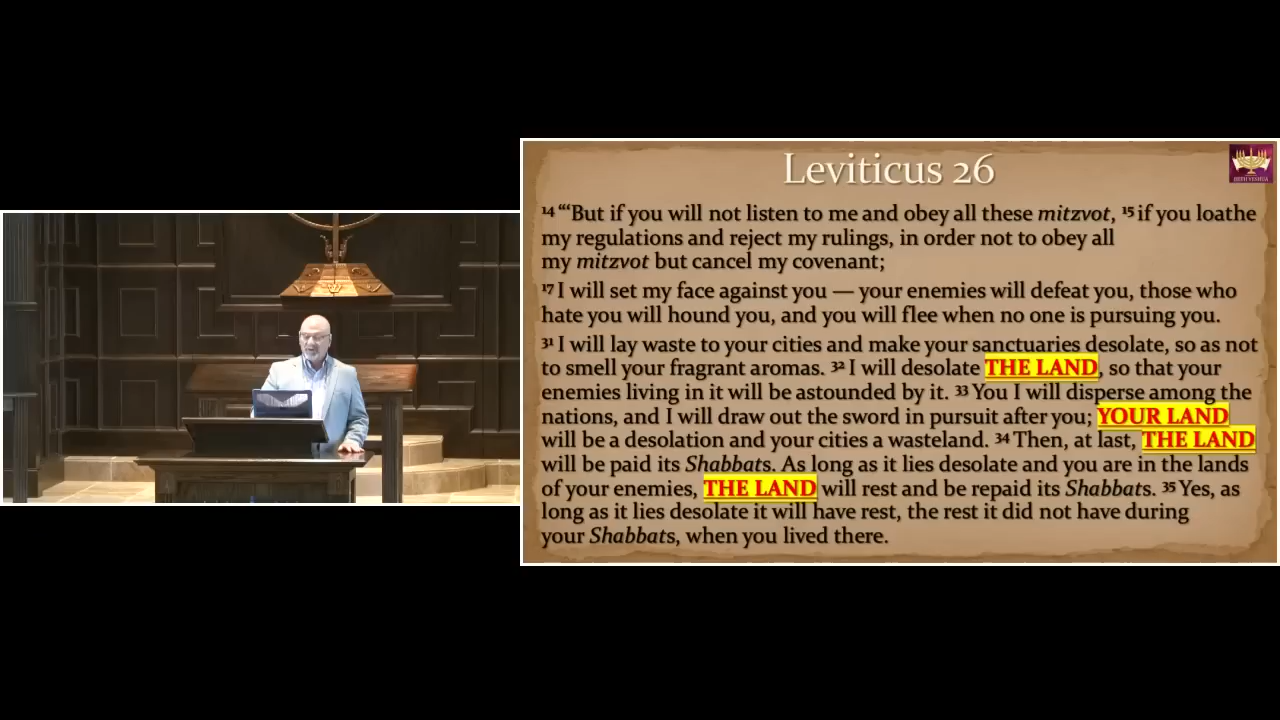 Leviticus 26
14 “‘But if you will not listen to me and obey all these mitzvot, 15 if you loathe
my regulations and reject my rulings, in order not to obey all
my mitzvot but cancel my covenant;
17 I will set my face against you — your enemies will defeat you, those who
hate you will hound you, and you will flee when no one is pursuing you.
31 I will lay waste to your cities and make your sanctuaries desolate, so as not
to smell your fragrant aromas. 32 I will desolate THE LAND, so that your
enemies living in it will be astounded by it. 33 You I will disperse among the
nations, and I will draw out the sword in pursuit after you; YOUR LAND
will be a desolation and your cities a wasteland. 34 Then, at last, THE LAND
will be paid its Shabbats. As long as it lies desolate and you are in the lands
of your enemies, THE LAND will rest and be repaid its Shabbats. 35 Yes, as
long as it lies desolate it will have rest, the rest it did not have during
your Shabbats, when you lived there.